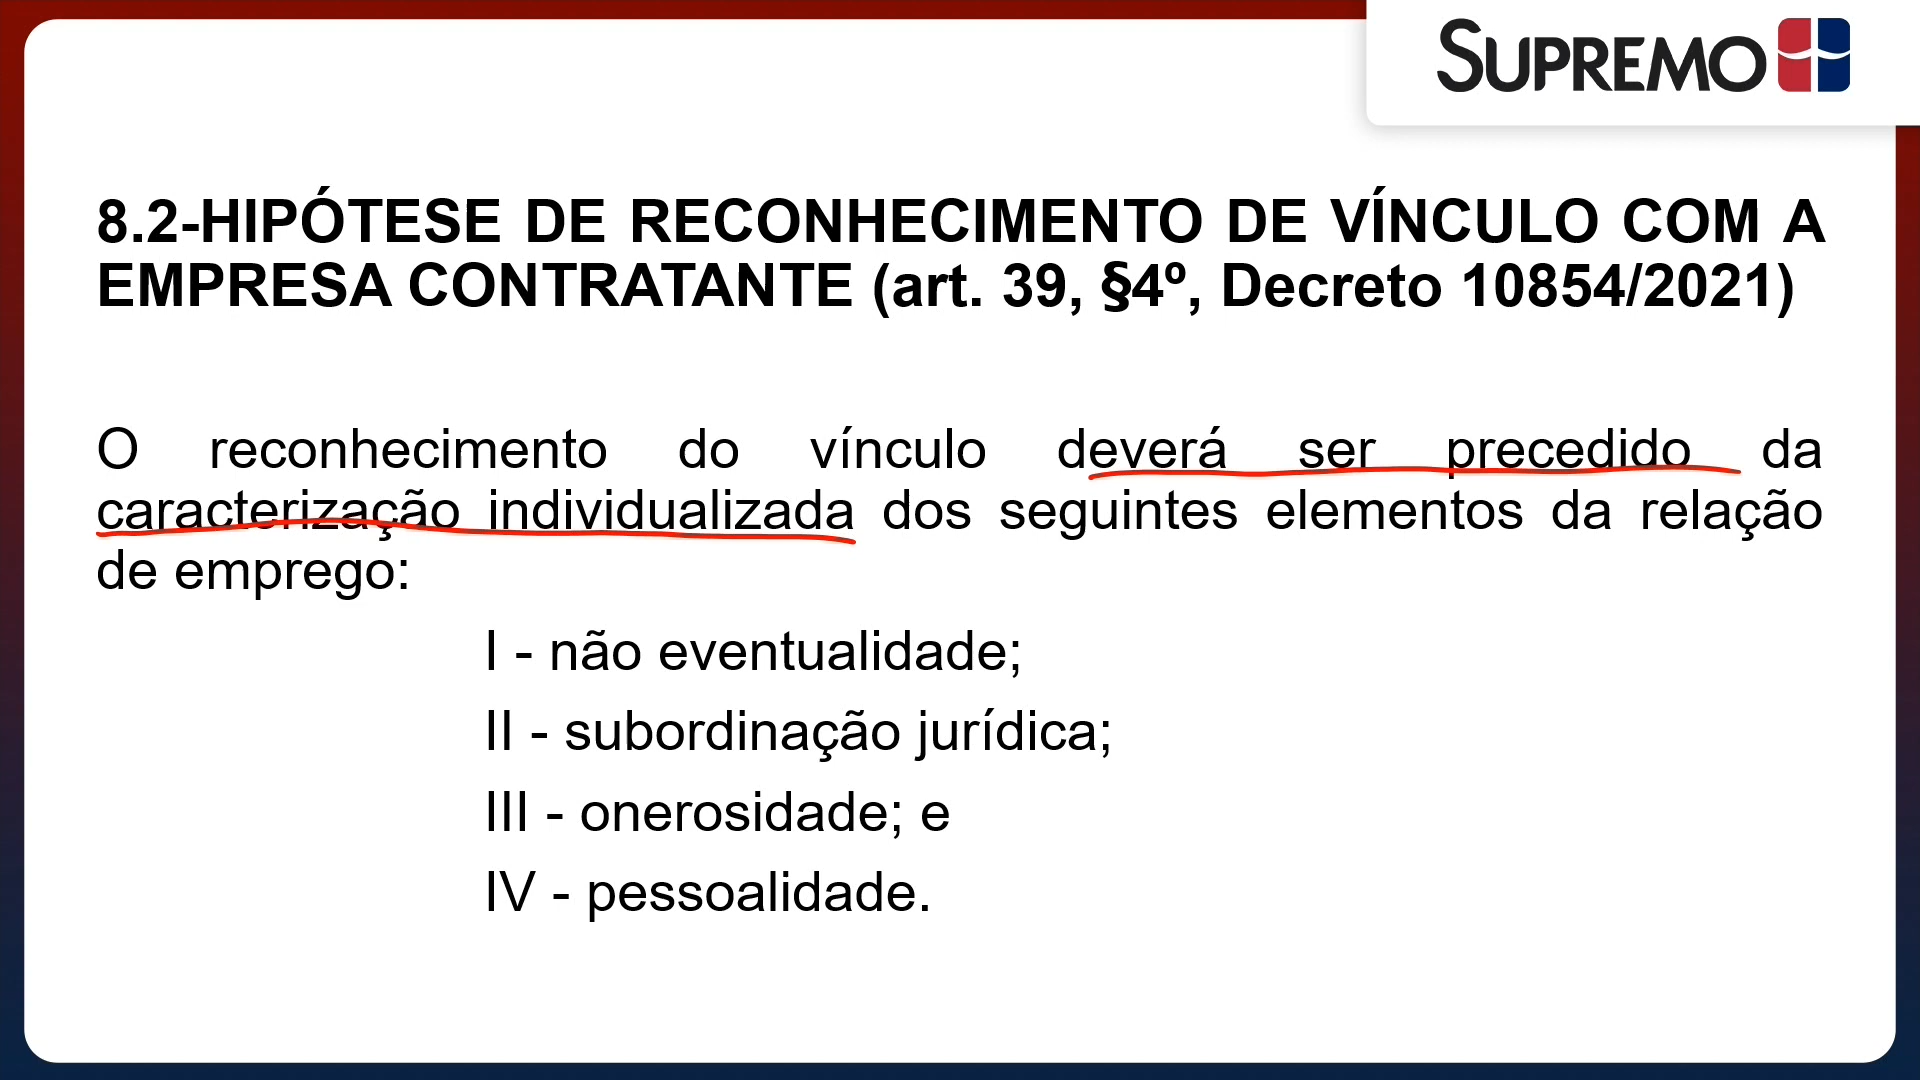 SUPREMO
8.2-HIPÓTESE DE RECONHECIMENTO DE VÍNCULO COM A
EMPRESA CONTRATANTE (art. 39, §4º, Decreto 10854/2021)
O reconhecimento do vínculo deverá ser precedido da
caracterização individualizada dos seguintes elementos da relação
de emprego:
I - não eventualidade;
II - subordinação jurídica;
III - onerosidade; e
IV - pessoalidade.